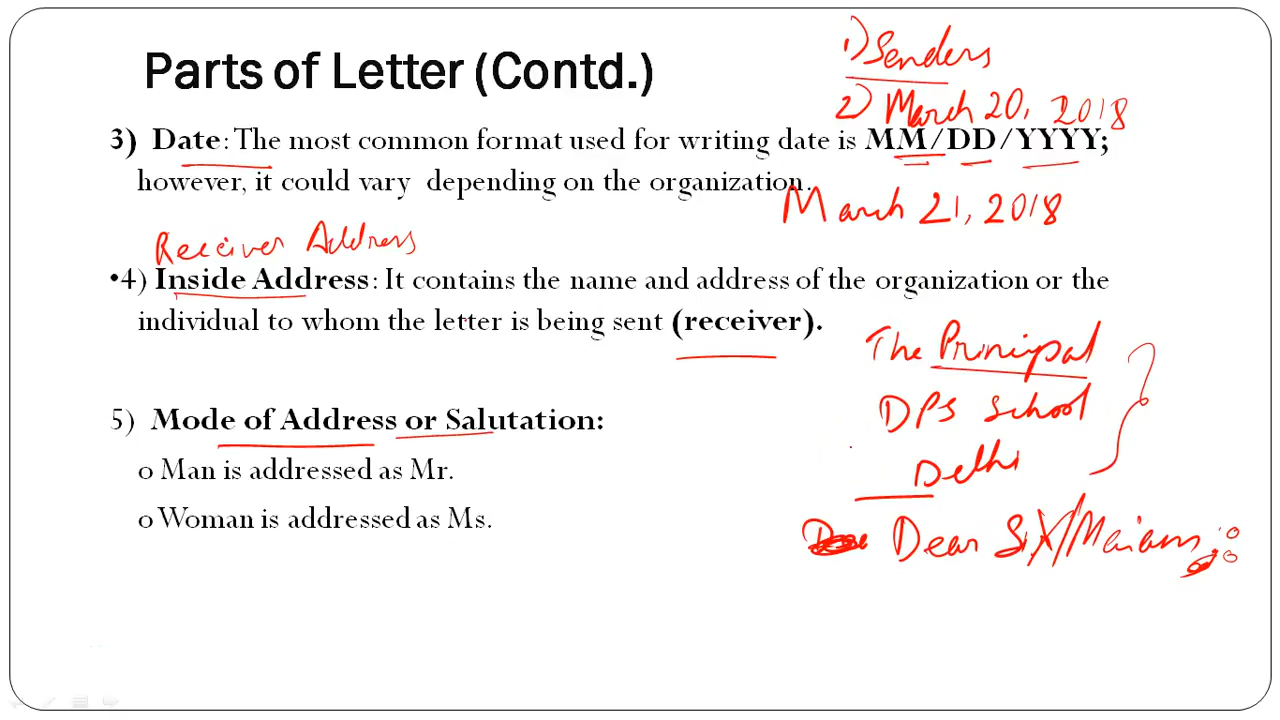 1) Senders
Parts of Letter (Contd.)
2) March 20, 2018
3) Date: The most common format used for writing date is MM/DD/YYYY;
however, it could vary depending on the organization.
March 21, 2018
Receiver Address
•4) Inside Address: It contains the name and address of the organization or the
individual to whom the letter is being sent (receiver).
The Principal
DPS School
5) Mode of Address or Salutation:
Delhi
o Man is addressed as Mr.
o Woman is addressed as Ms.
Dear Sir/